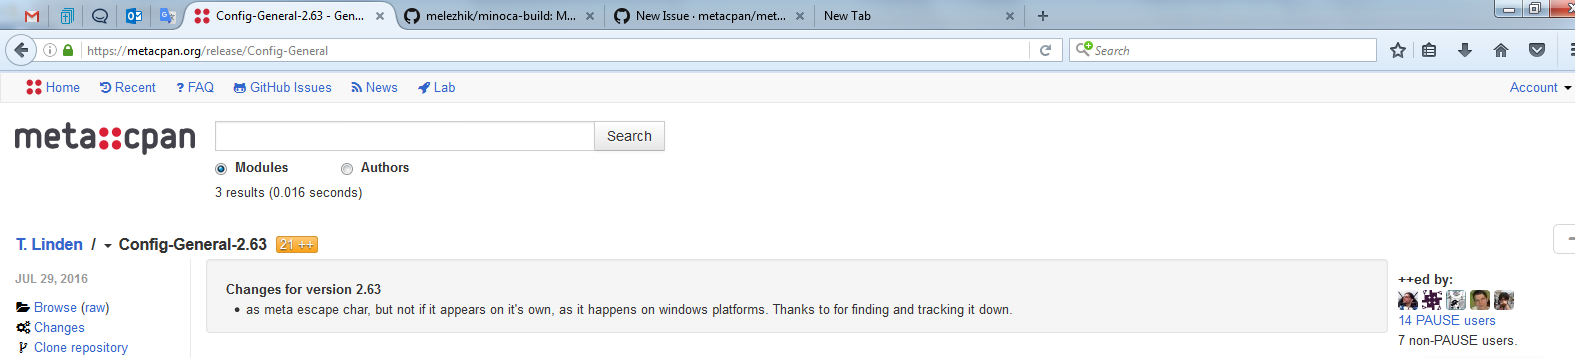 Config-General-2.63 - Gen...
melezhik/minoca-build: M...
New Issue · metacpan/met...
New Tab
https://metacpan.org/release/Config-General
Search
Home Recent ? FAQ GitHub Issues News Lab Account
meta::cpan
Search
Modules Authors
3 results (0.016 seconds)
T. Linden / Config-General-2.63 21 ++
JUL 29, 2016
Browse (raw)
Changes
Clone repository
Changes for version 2.63
as meta escape char, but not if it appears on it's own, as it happens on windows platforms. Thanks to for finding and tracking it down.
++ed by:
14 PAUSE users
7 non-PAUSE users.